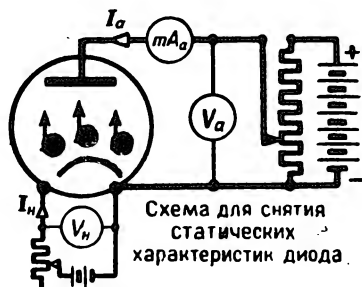 Iа
mAа
+
Vа
Iн
Vн
−
Схема для снятия
статических
характеристик диода